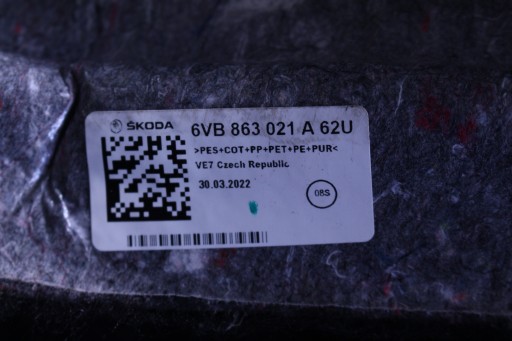 ŠKODA 6VB 863 021 A 62U
>PES+COT+PP+PET+PE+PUR<
VE7 Czech Republic
30.03.2022
08S